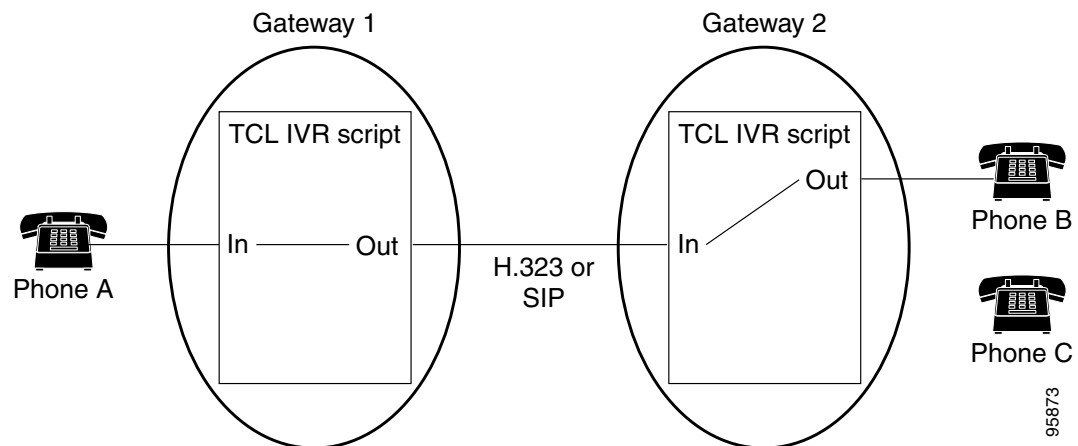 Gateway 1
Gateway 2
TCL IVR script
TCL IVR script
Out
Phone B
In
Out
In
Phone A
H.323 or
SIP
Phone C
95873